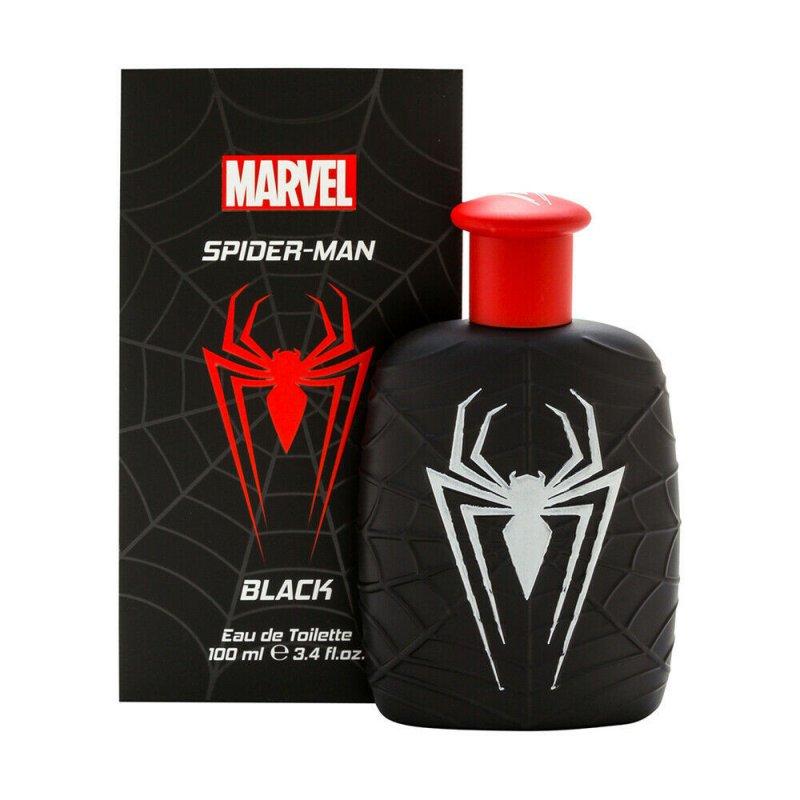 MARVEL
SPIDER-MAN
BLACK
Eau de Toilette
100 ml ℮ 3.4 fl.oz.